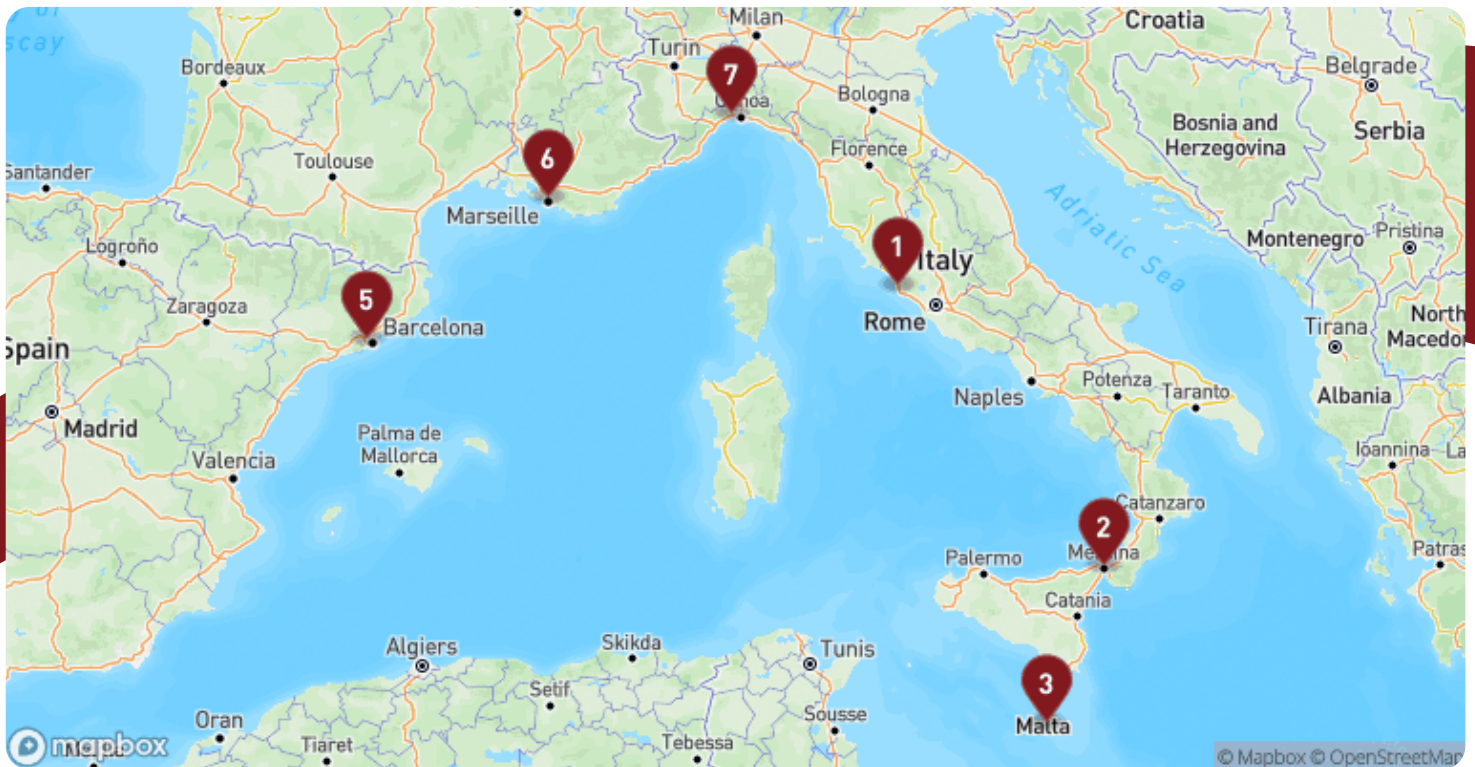 Milan
Croatia
scay
Turin
Bordeaux
7
Belgrade
Bologna
Bosnia and
Herzegovina
Serbia
6
Toulouse
Florence
Santander
Adriatic Sea
Marseille
1
Logroño
Italy
Montenegro
Pristina
5
Zaragoza
Barcelona
Rome
North
Macedon
Tirana
Spain
Naples
Potenza
Taranto
Albania
Madrid
Palma de
Mallorca
Valencia
Ioannina
La
2
Catanzaro
Palermo
Patras
Catania
Algiers
Skikda
Tunis
3
Setif
Malta
Sousse
Oran
Tiaret
Tebessa
mapbox
© Mapbox © OpenStreetMap